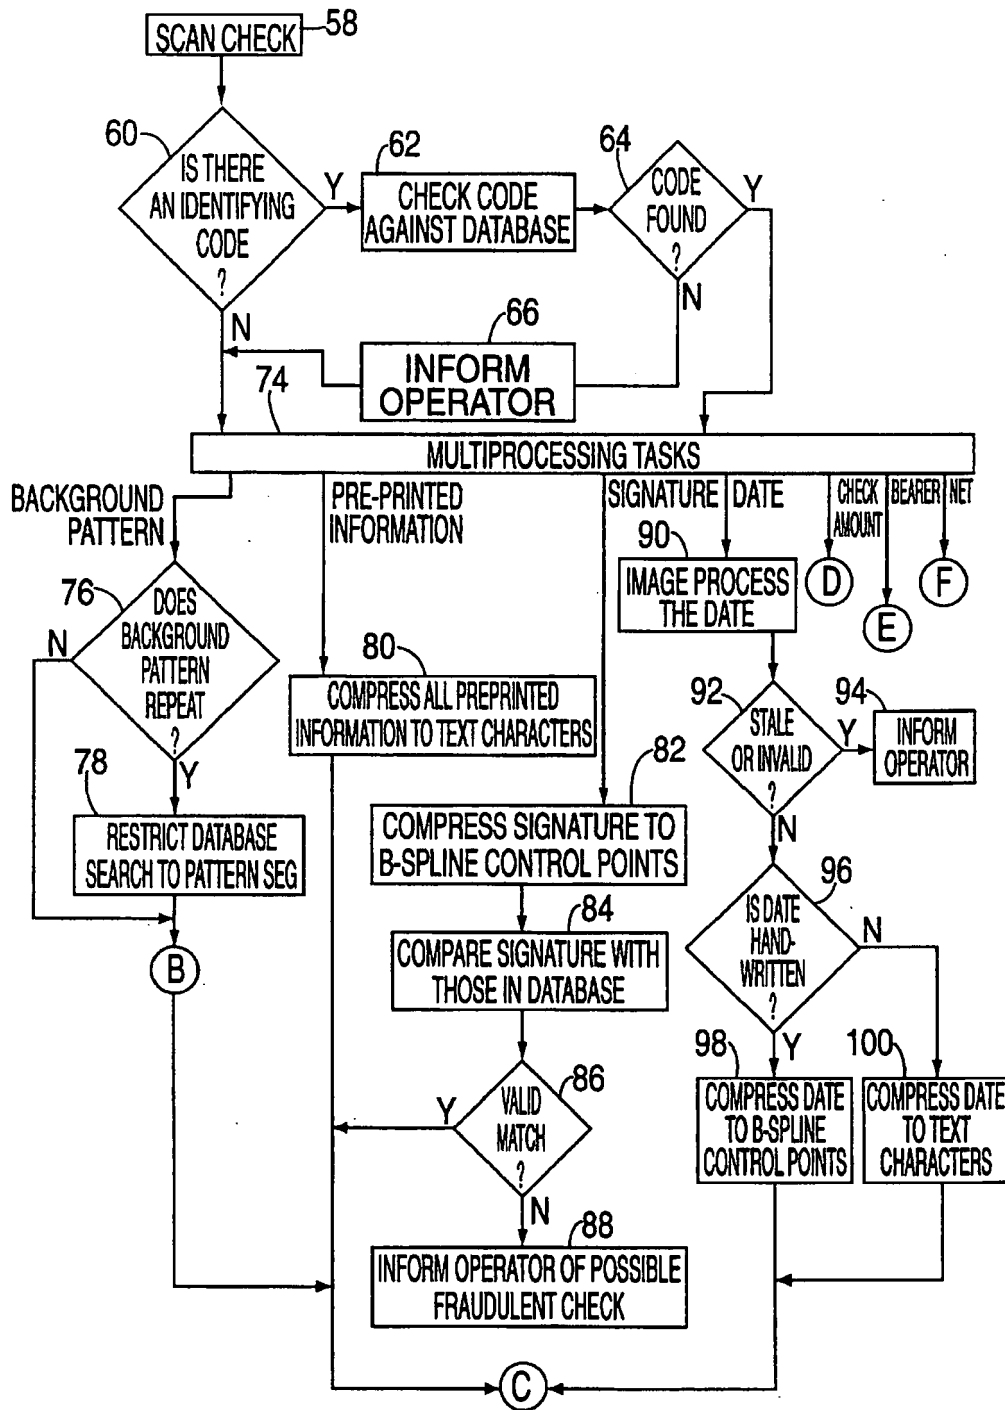 SCAN CHECK
58
60
IS THERE
AN IDENTIFYING
CODE
?
Y
N
62
CHECK CODE
AGAINST DATABASE
64
CODE
FOUND
?
Y
N
66
INFORM
OPERATOR
74
MULTIPROCESSING TASKS
BACKGROUND
PATTERN
PRE-PRINTED
INFORMATION
SIGNATURE
DATE
CHECK
AMOUNT
BEARER
NET
D
E
F
76
DOES
BACKGROUND
PATTERN
REPEAT
?
N
Y
78
RESTRICT DATABASE
SEARCH TO PATTERN SEG
B
80
COMPRESS ALL PREPRINTED
INFORMATION TO TEXT CHARACTERS
82
COMPRESS SIGNATURE TO
B-SPLINE CONTROL POINTS
84
COMPARE SIGNATURE WITH
THOSE IN DATABASE
86
VALID
MATCH
?
Y
N
88
INFORM OPERATOR OF POSSIBLE
FRAUDULENT CHECK
90
IMAGE PROCESS
THE DATE
92
STALE
OR INVALID
?
Y
N
94
INFORM
OPERATOR
96
IS DATE
HAND-
WRITTEN
?
N
Y
98
COMPRESS DATE
TO B-SPLINE
CONTROL POINTS
100
COMPRESS DATE
TO TEXT
CHARACTERS
C